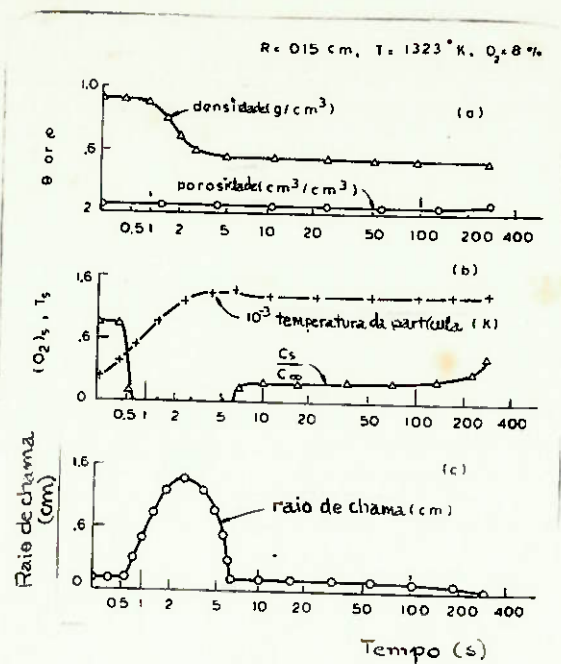 R = 015 cm, T = 1323 °K, O₂ = 8 %
1,0
densidade(g/cm³)
(a)
θ or ρ
,6
porosidade(cm³/cm³)
2
0,5 1 2 5 10 20 50 100 200 400
(b)
1,6
(O₂)s , Ts
10⁻³ temperatura da partícula (K)
,6
Cs
C∞
0
0,5 1 2 5 10 20 50 100 200 400
(c)
1,6
Raio de chama
(cm)
raio de chama (cm)
,6
0
0 5 1 2 5 10 20 50 100 200 400
Tempo (s)